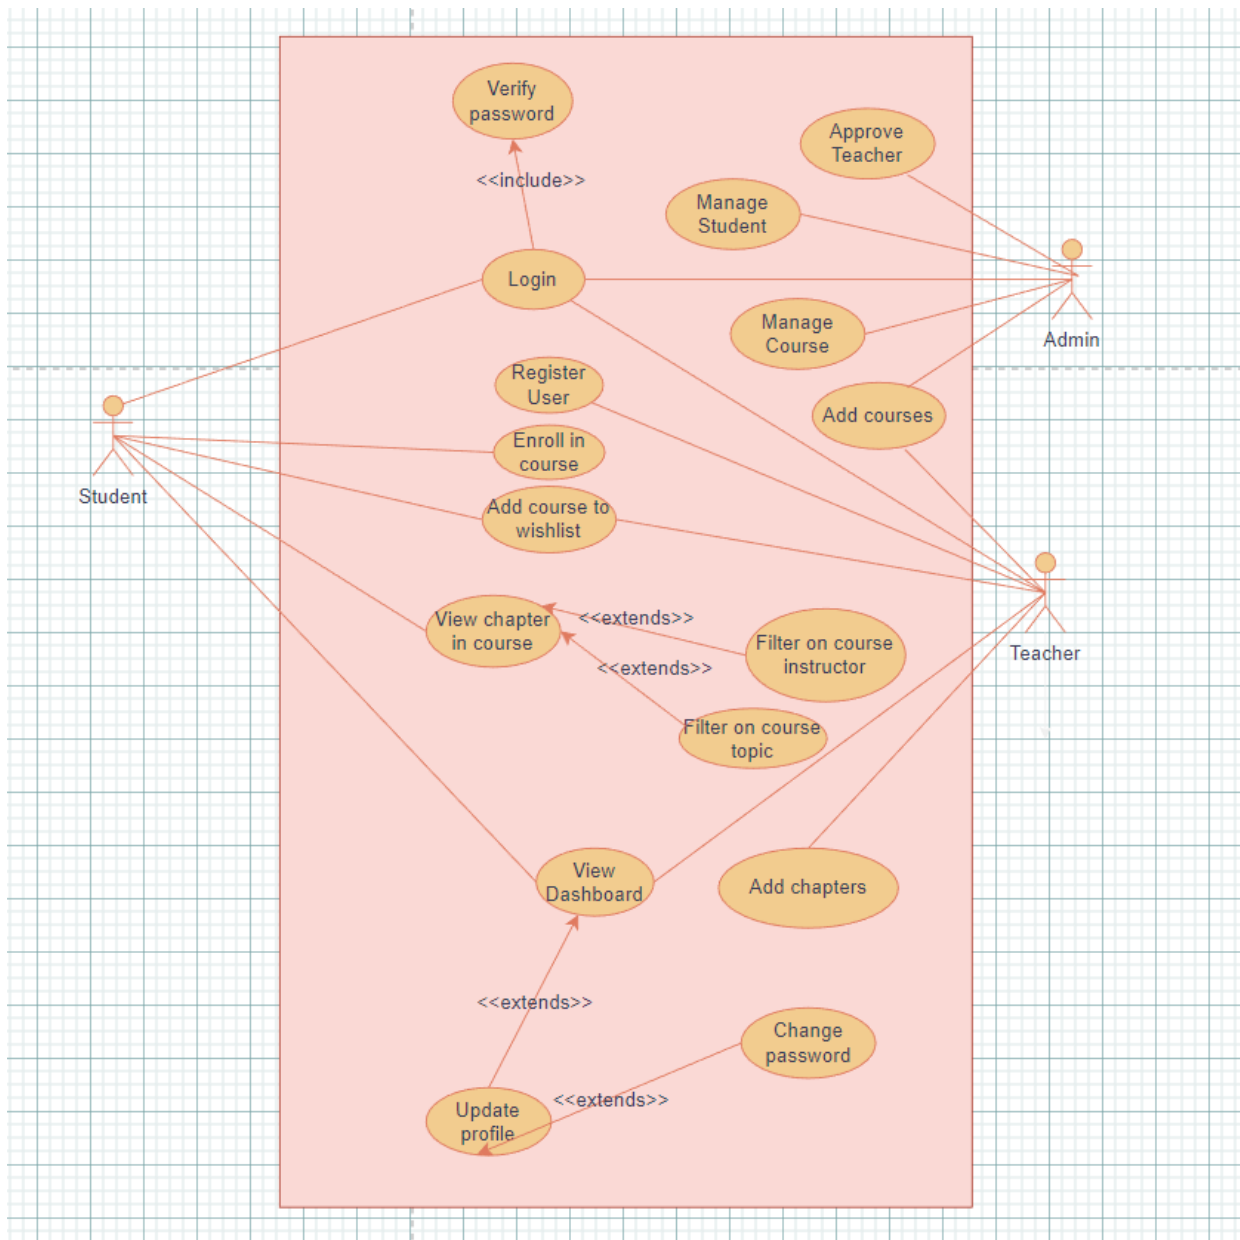 Verify
password
Approve
Teacher
<<include>>
Manage
Student
Login
Manage
Course
Admin
Register
User
Add courses
Enroll in
course
Student
Add course to
wishlist
View chapter
in course
<<extends>>
Filter on course
instructor
Teacher
<<extends>>
Filter on course
topic
View
Dashboard
Add chapters
<<extends>>
Change
password
<<extends>>
Update
profile